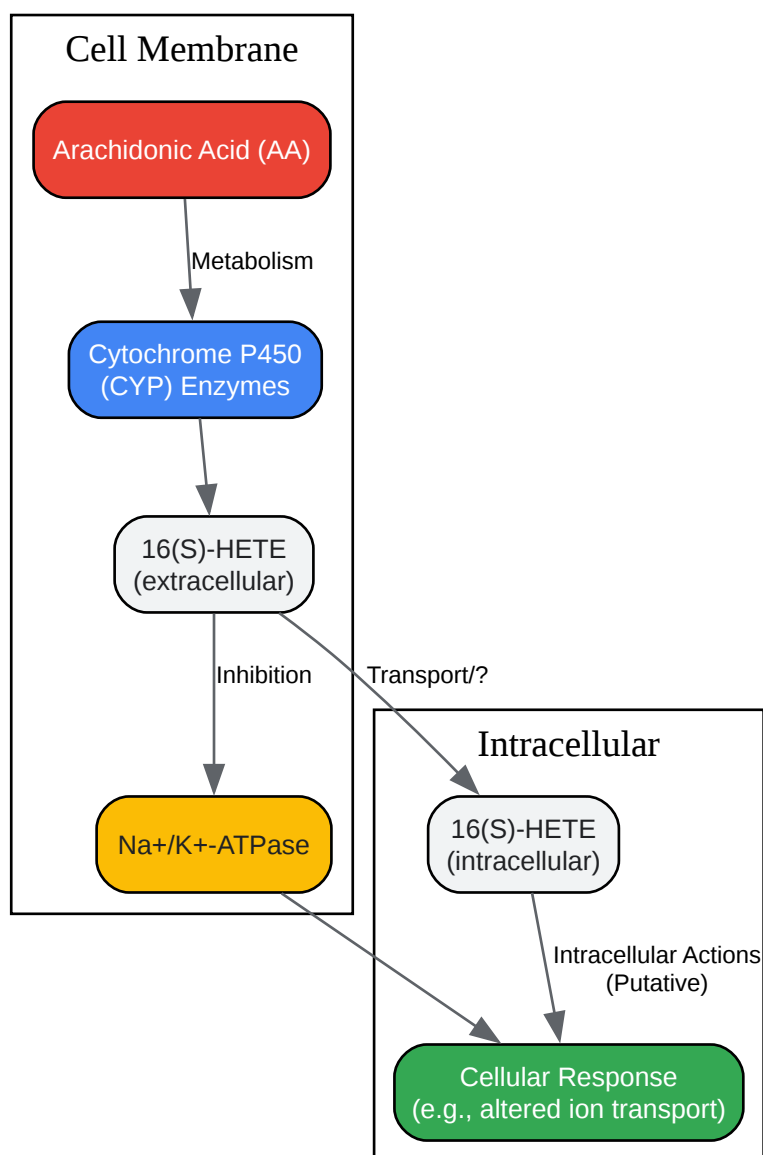 Cell Membrane
Arachidonic Acid (AA)
Metabolism
Cytochrome P450
(CYP) Enzymes
16(S)-HETE
(extracellular)
Inhibition
Transport/?
Intracellular
Na+/K+-ATPase
16(S)-HETE
(intracellular)
Intracellular Actions
(Putative)
Cellular Response
(e.g., altered ion transport)